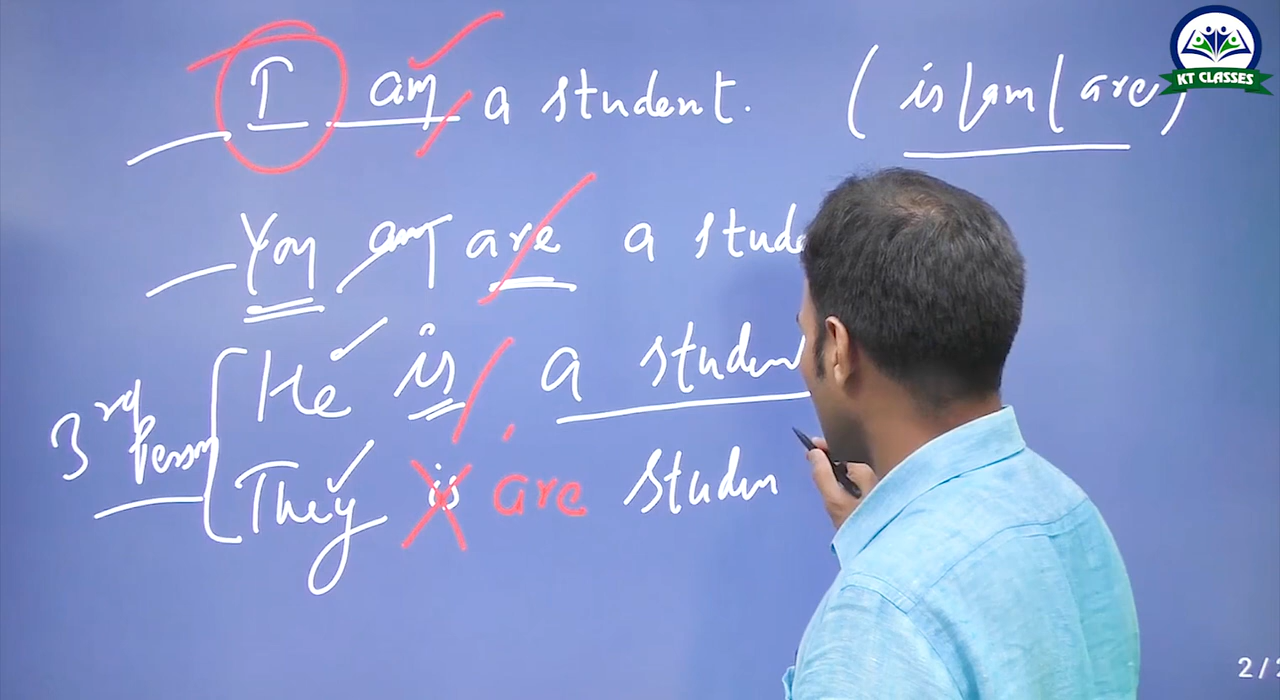 I am a student. (is/am/are)
KT CLASSES
You am are a stude
He is a studen
3rd Person
They is are studen
2/3